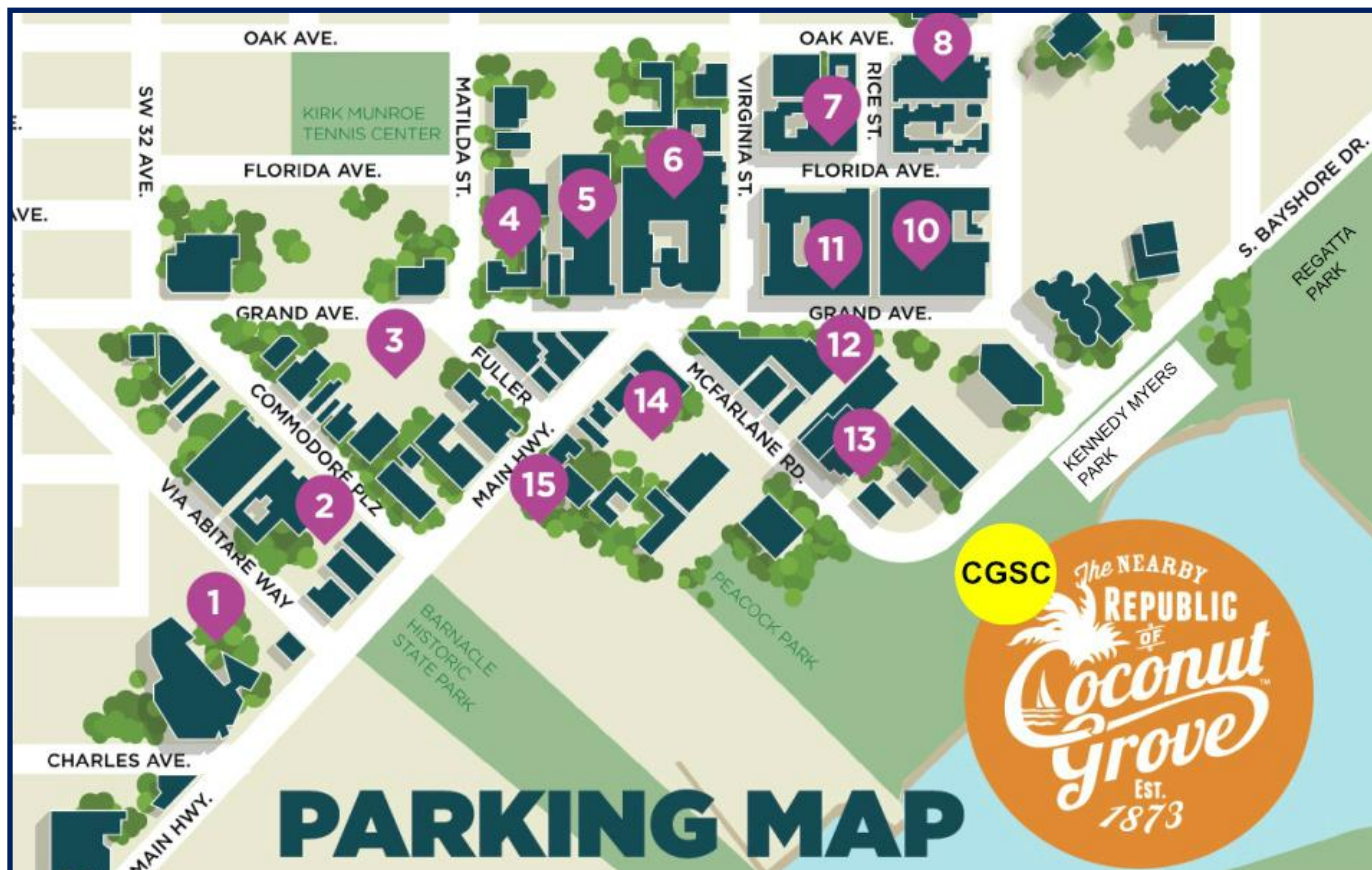 OAK AVE.
OAK AVE.
8
SW 32 AVE.
KIRK MUNROE
TENNIS CENTER
MATILDA ST.
VIRGINIA ST.
7
RICE ST.
6
FLORIDA AVE.
FLORIDA AVE.
AVE.
4
5
11
10
S. BAYSHORE DR.
REGATTA
PARK
GRAND AVE.
GRAND AVE.
3
FULLER
12
MCFARLANE RD.
COMMODORE PLZ
14
13
KENNEDY MYERS
PARK
MAIN HWY.
15
2
VIA ABITARE WAY
1
BARNACLE
HISTORIC
STATE PARK
PEACOCK PARK
CGSC
The NEARBY
REPUBLIC
OF
Coconut
Grove
TM
EST.
1873
CHARLES AVE.
MAIN HWY.
PARKING MAP